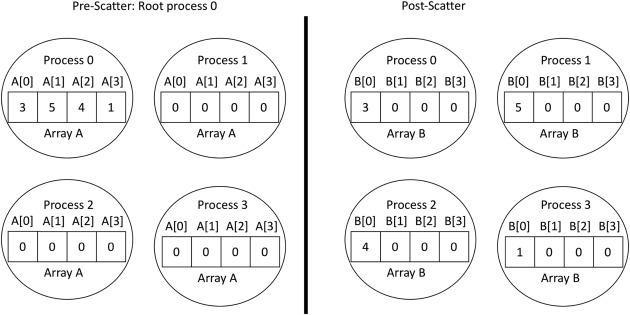 Pre-Scatter: Root process 0
Process 0
A[0] A[1] A[2] A[3]
3 5 4 1
Array A
Process 1
A[0] A[1] A[2] A[3]
0 0 0 0
Array A
Process 2
A[0] A[1] A[2] A[3]
0 0 0 0
Array A
Process 3
A[0] A[1] A[2] A[3]
0 0 0 0
Array A
Post-Scatter
Process 0
B[0] B[1] B[2] B[3]
3 0 0 0
Array B
Process 1
B[0] B[1] B[2] B[3]
5 0 0 0
Array B
Process 2
B[0] B[1] B[2] B[3]
4 0 0 0
Array B
Process 3
B[0] B[1] B[2] B[3]
1 0 0 0
Array B